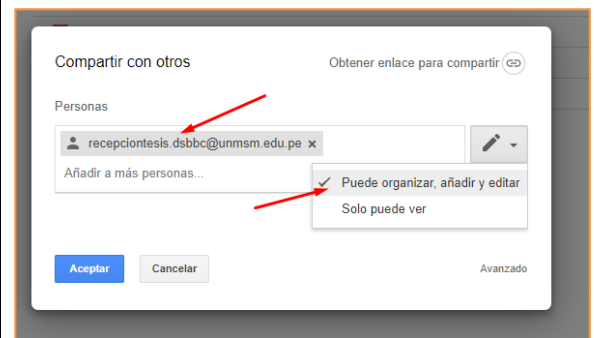 Compartir con otros
Obtener enlace para compartir
Personas
recepciontesis.dsbbc@unmsm.edu.pe x
Añadir a más personas...
Puede organizar, añadir y editar
Solo puede ver
Aceptar
Cancelar
Avanzado